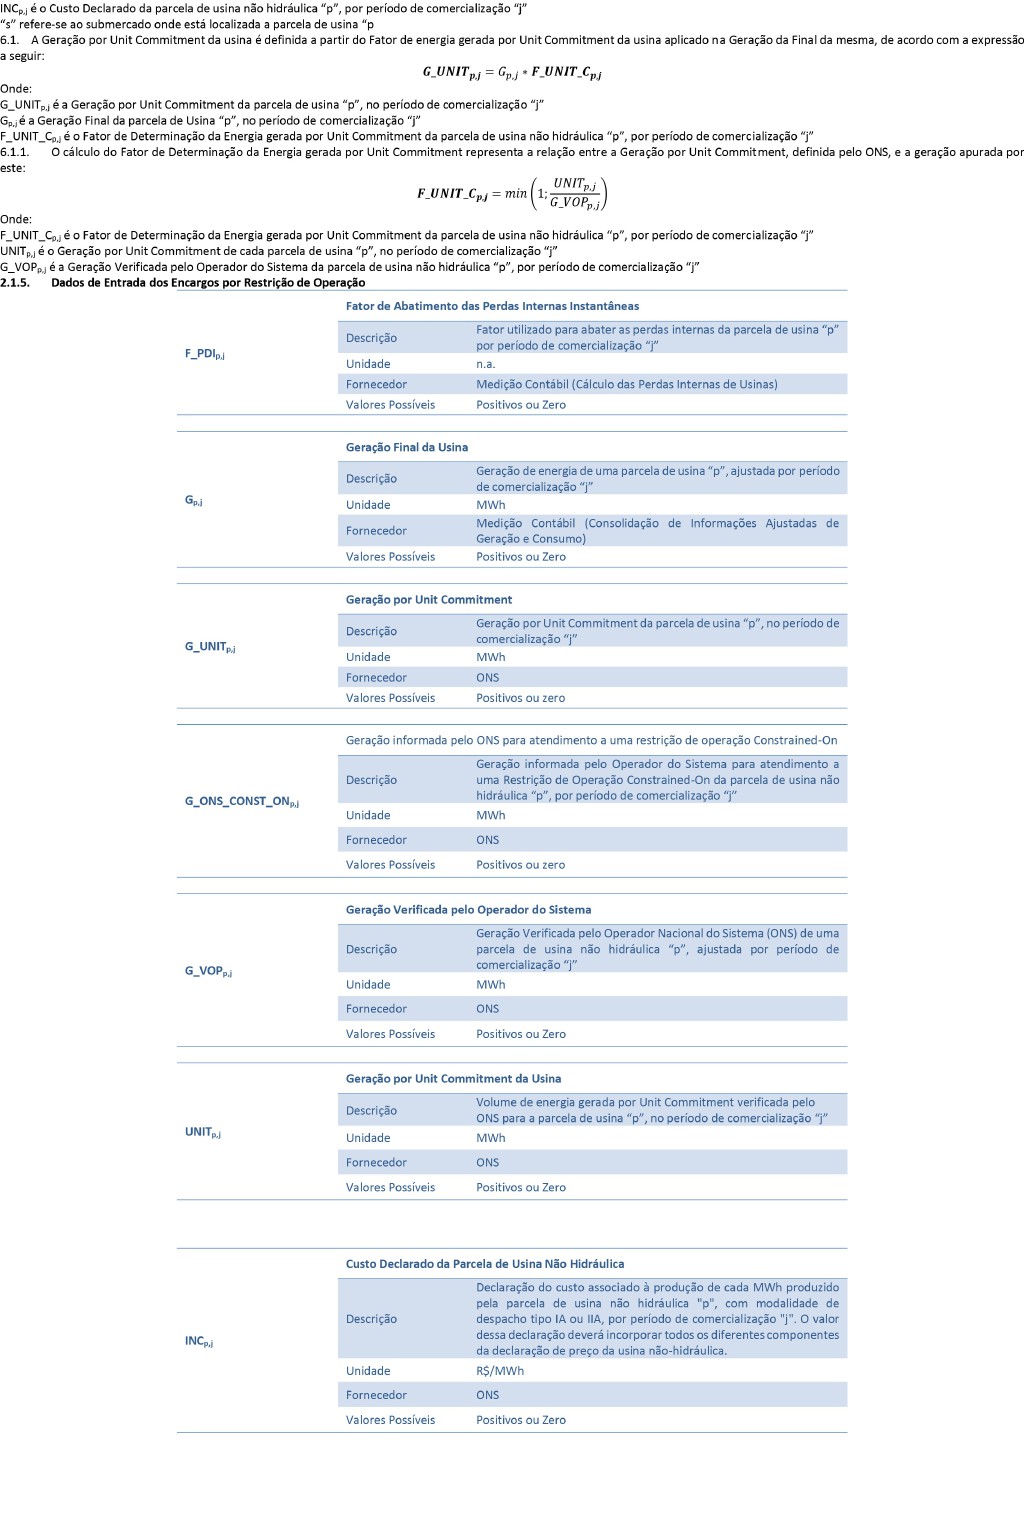 INCp,j é o Custo Declarado da parcela de usina não hidráulica “p”, por período de comercialização “j”
“s” refere-se ao submercado onde está localizada a parcela de usina “p
6.1. A Geração por Unit Commitment da usina é definida a partir do Fator de energia gerada por Unit Commitment da usina aplicado na Geração da Final da mesma, de acordo com a expressão
a seguir:
G_UNITp,j = Gp,j * F_UNIT_Cp,j
Onde:
G_UNITp,j é a Geração por Unit Commitment da parcela de usina “p”, no período de comercialização “j”
Gp,j é a Geração Final da parcela de Usina “p”, no período de comercialização “j”
F_UNIT_Cp,j é o Fator de Determinação da Energia gerada por Unit Commitment da parcela de usina não hidráulica “p”, por período de comercialização “j”
6.1.1. O cálculo do Fator de Determinação da Energia gerada por Unit Commitment representa a relação entre a Geração por Unit Commitment, definida pelo ONS, e a geração apurada por
este:
F_UNIT_Cp,j = min (1; UNITp,j / G_VOPp,j)
Onde:
F_UNIT_Cp,j é o Fator de Determinação da Energia gerada por Unit Commitment da parcela de usina não hidráulica “p”, por período de comercialização “j”
UNITp,j é o Geração por Unit Commitment de cada parcela de usina “p”, no período de comercialização “j”
G_VOPp,j é a Geração Verificada pelo Operador do Sistema da parcela de usina não hidráulica “p”, por período de comercialização “j”
2.1.5. Dados de Entrada dos Encargos por Restrição de Operação
F_PDIp,j
Fator de Abatimento das Perdas Internas Instantâneas
Descrição Fator utilizado para abater as perdas internas da parcela de usina “p”
por período de comercialização “j”
Unidade n.a.
Fornecedor Medição Contábil (Cálculo das Perdas Internas de Usinas)
Valores Possíveis Positivos ou Zero
Gp,j
Geração Final da Usina
Descrição Geração de energia de uma parcela de usina “p”, ajustada por período
de comercialização “j”
Unidade MWh
Fornecedor Medição Contábil (Consolidação de Informações Ajustadas de
Geração e Consumo)
Valores Possíveis Positivos ou Zero
G_UNITp,j
Geração por Unit Commitment
Descrição Geração por Unit Commitment da parcela de usina “p”, no período de
comercialização “j”
Unidade MWh
Fornecedor ONS
Valores Possíveis Positivos ou zero
G_ONS_CONST_ONp,j
Geração informada pelo ONS para atendimento a uma restrição de operação Constrained-On
Descrição Geração informada pelo Operador do Sistema para atendimento a
uma Restrição de Operação Constrained-On da parcela de usina não
hidráulica “p”, por período de comercialização “j”
Unidade MWh
Fornecedor ONS
Valores Possíveis Positivos ou zero
G_VOPp,j
Geração Verificada pelo Operador do Sistema
Descrição Geração Verificada pelo Operador Nacional do Sistema (ONS) de uma
parcela de usina não hidráulica “p”, ajustada por período de
comercialização “j”
Unidade MWh
Fornecedor ONS
Valores Possíveis Positivos ou Zero
UNITp,j
Geração por Unit Commitment da Usina
Descrição Volume de energia gerada por Unit Commitment verificada pelo
ONS para a parcela de usina “p”, no período de comercialização “j”
Unidade MWh
Fornecedor ONS
Valores Possíveis Positivos ou Zero
INCp,j
Custo Declarado da Parcela de Usina Não Hidráulica
Descrição Declaração do custo associado à produção de cada MWh produzido
pela parcela de usina não hidráulica "p", com modalidade de
despacho tipo IA ou IIA, por período de comercialização "j". O valor
dessa declaração deverá incorporar todos os diferentes componentes
da declaração de preço da usina não-hidráulica.
Unidade R$/MWh
Fornecedor ONS
Valores Possíveis Positivos ou Zero